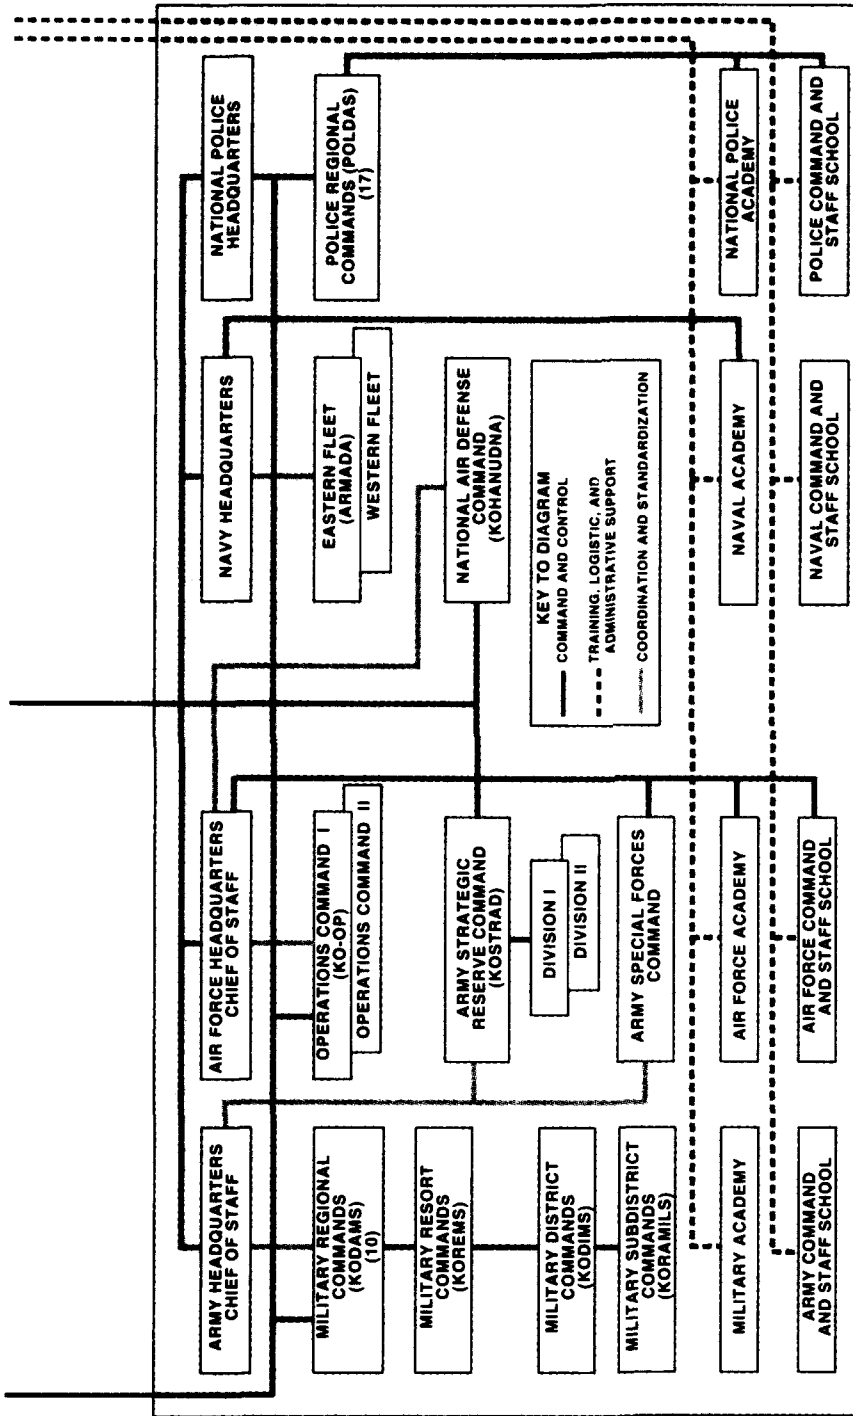 ARMY HEADQUARTERS
CHIEF OF STAFF
AIR FORCE HEADQUARTERS
CHIEF OF STAFF
NAVY HEADQUARTERS
NATIONAL POLICE
HEADQUARTERS
MILITARY REGIONAL
COMMANDS
(KODAMS)
(10)
OPERATIONS COMMAND I
(KO-OP)
OPERATIONS COMMAND II
EASTERN FLEET
(ARMADA)
WESTERN FLEET
POLICE REGIONAL
COMMANDS (POLDAS)
(17)
MILITARY RESORT
COMMANDS
(KOREMS)
ARMY STRATEGIC
RESERVE COMMAND
(KOSTRAD)
NATIONAL AIR DEFENSE
COMMAND
(KOHANUDNA)
MILITARY DISTRICT
COMMANDS
(KODIMS)
DIVISION I
DIVISION II
MILITARY SUBDISTRICT
COMMANDS
(KORAMILS)
ARMY SPECIAL FORCES
COMMAND
KEY TO DIAGRAM
COMMAND AND CONTROL
TRAINING, LOGISTIC, AND
ADMINISTRATIVE SUPPORT
COORDINATION AND STANDARDIZATION
MILITARY ACADEMY
AIR FORCE ACADEMY
NAVAL ACADEMY
NATIONAL POLICE
ACADEMY
ARMY COMMAND
AND STAFF SCHOOL
AIR FORCE COMMAND
AND STAFF SCHOOL
NAVAL COMMAND AND
STAFF SCHOOL
POLICE COMMAND AND
STAFF SCHOOL